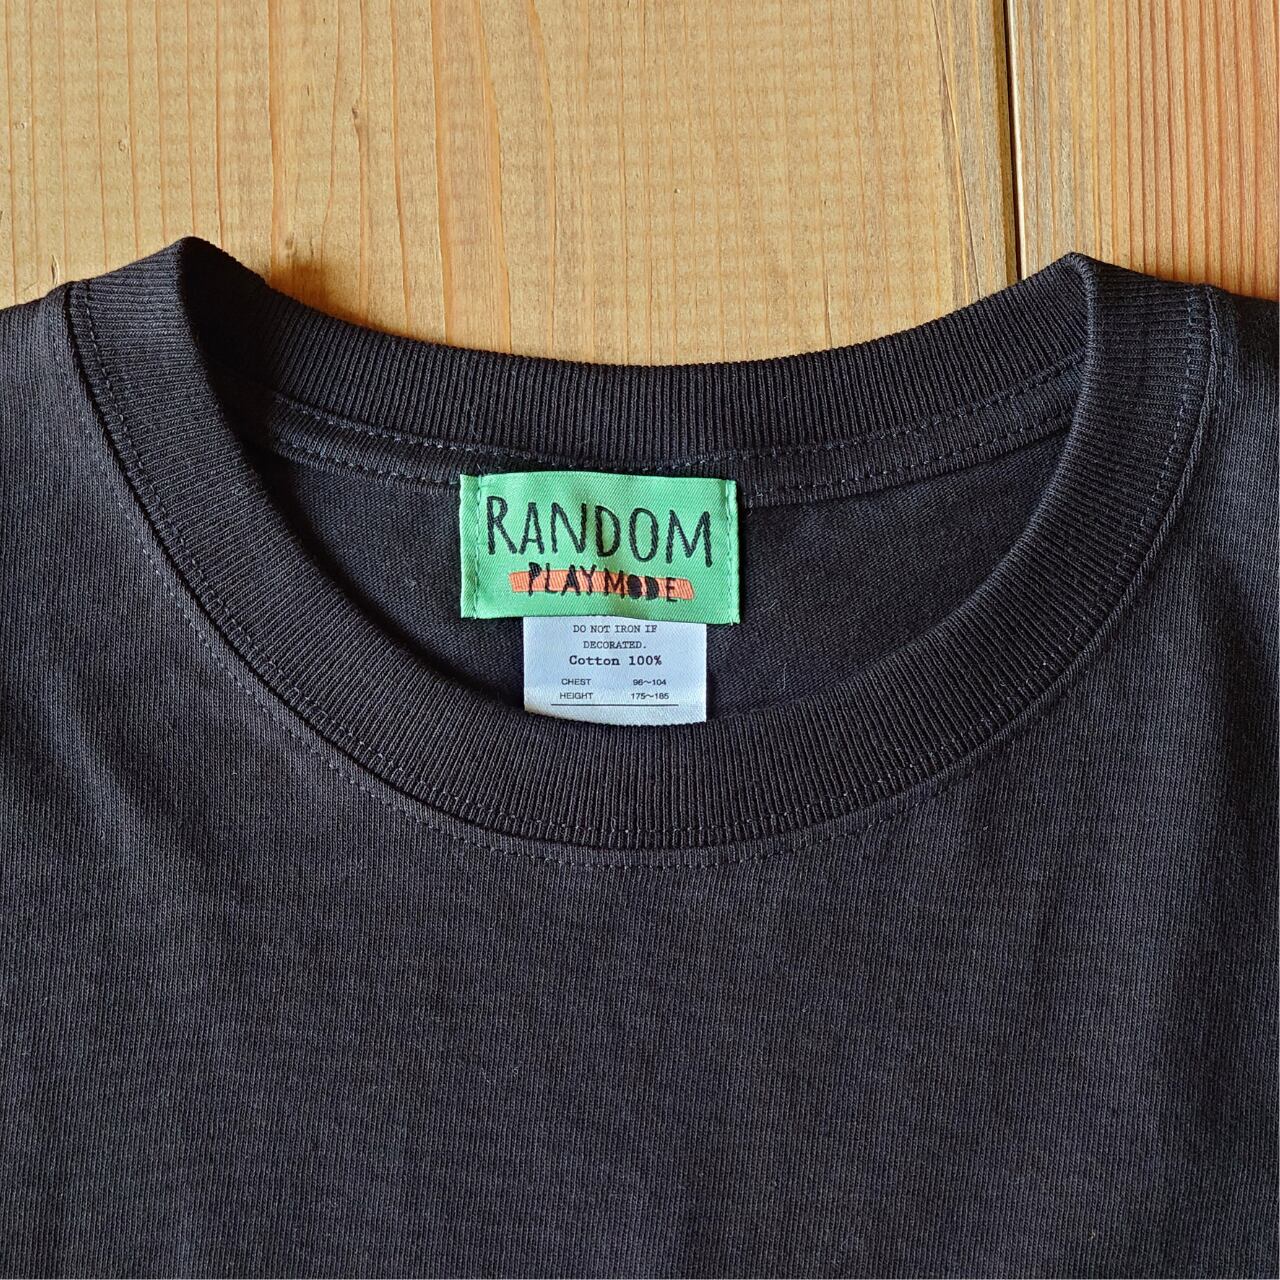 RANDOM
PLAYMODE
DO NOT IRON IF
DECORATED.
Cotton 100%
CHEST 96~104
HEIGHT 175~185